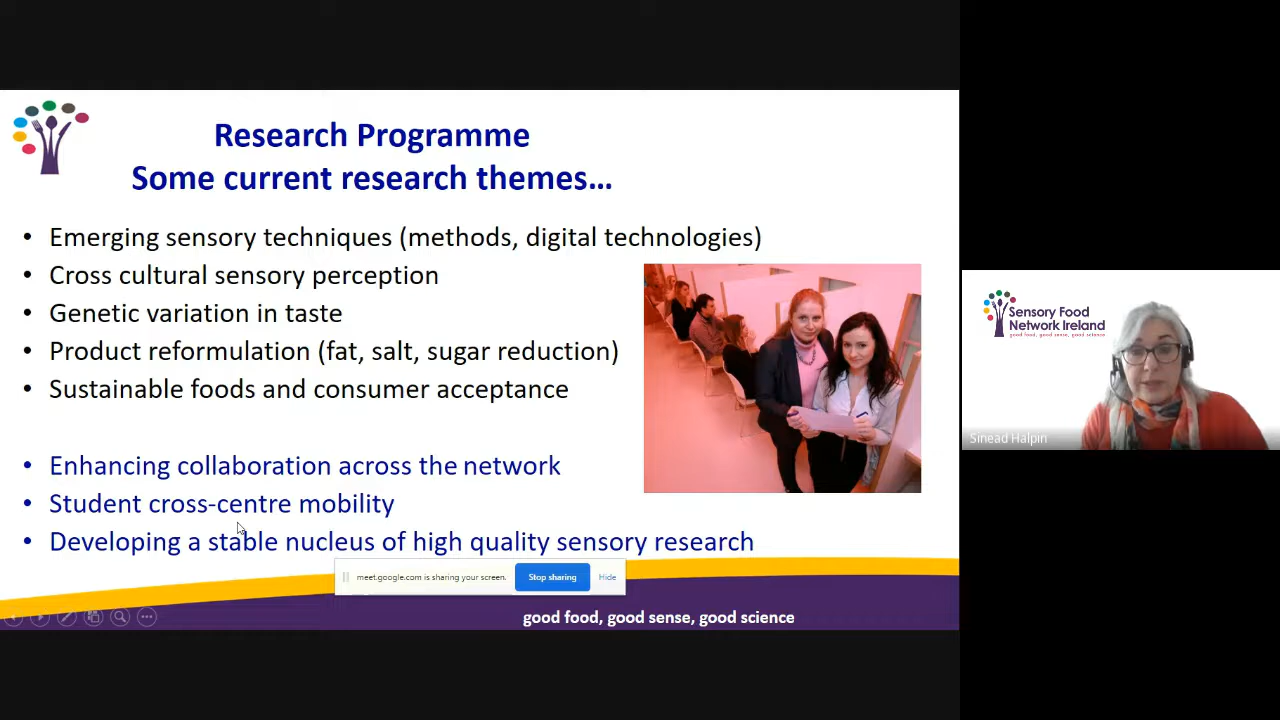 Research Programme
Some current research themes…
• Emerging sensory techniques (methods, digital technologies)
• Cross cultural sensory perception
• Genetic variation in taste
• Product reformulation (fat, salt, sugar reduction)
• Sustainable foods and consumer acceptance
• Enhancing collaboration across the network
• Student cross-centre mobility
• Developing a stable nucleus of high quality sensory research
meet.google.com is sharing your screen.
Stop sharing
Hide
good food, good sense, good science
Sensory Food
Network Ireland
good food, good sense, good science
Sinead Halpin